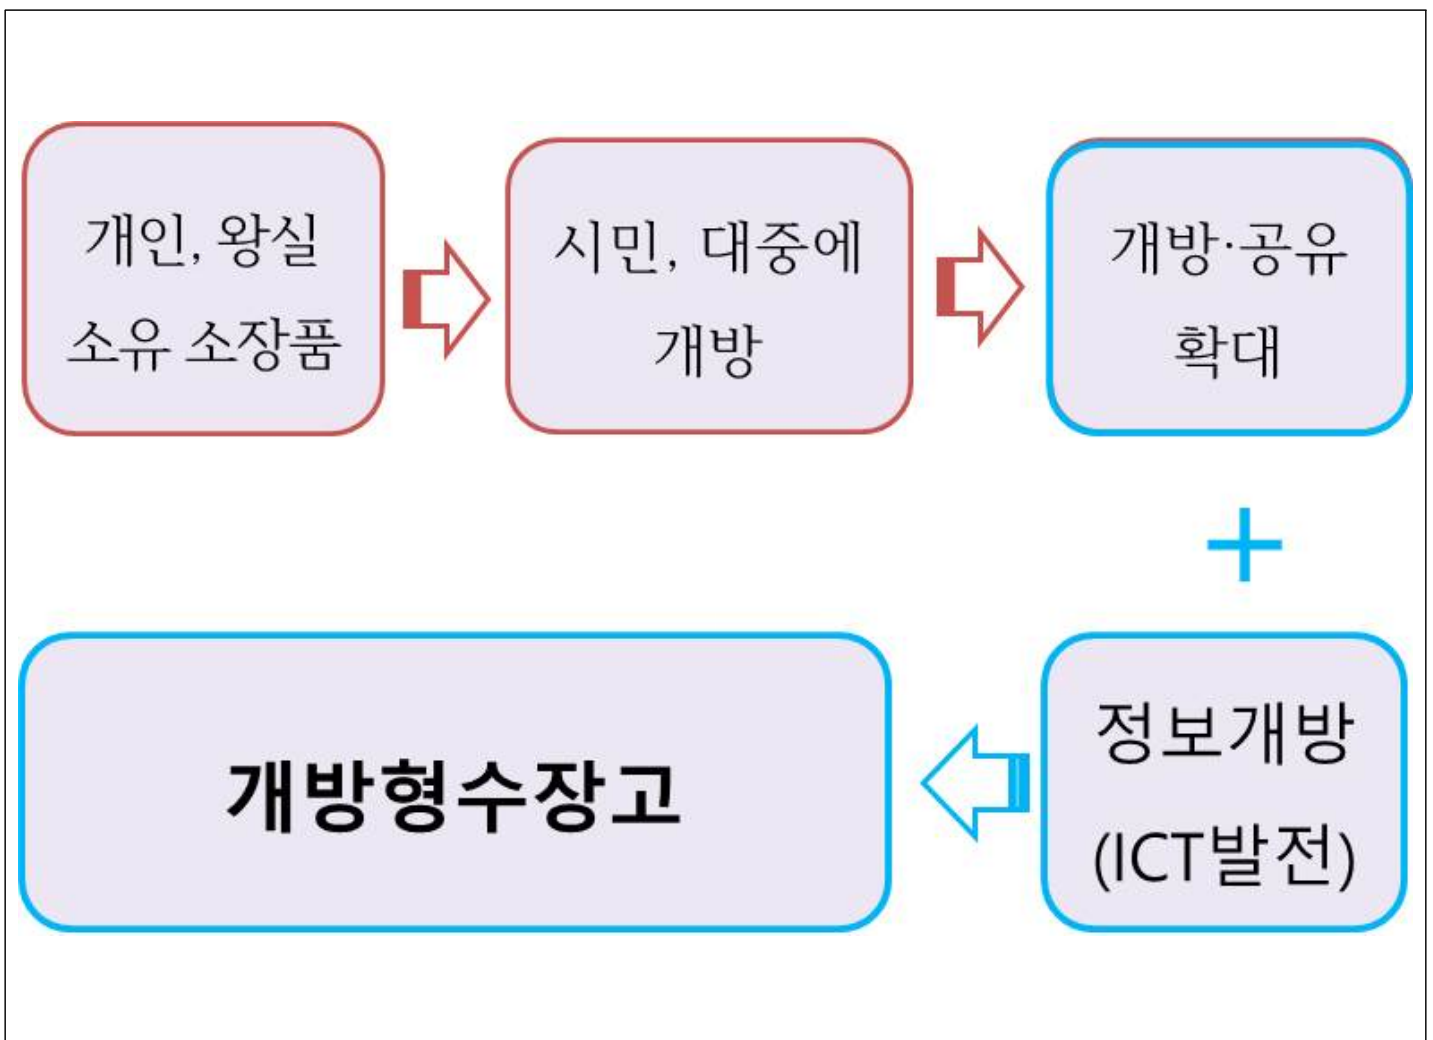 개인, 왕실
소유 소장품
시민, 대중에
개방
개방·공유
확대
+
정보개방
(ICT발전)
개방형수장고